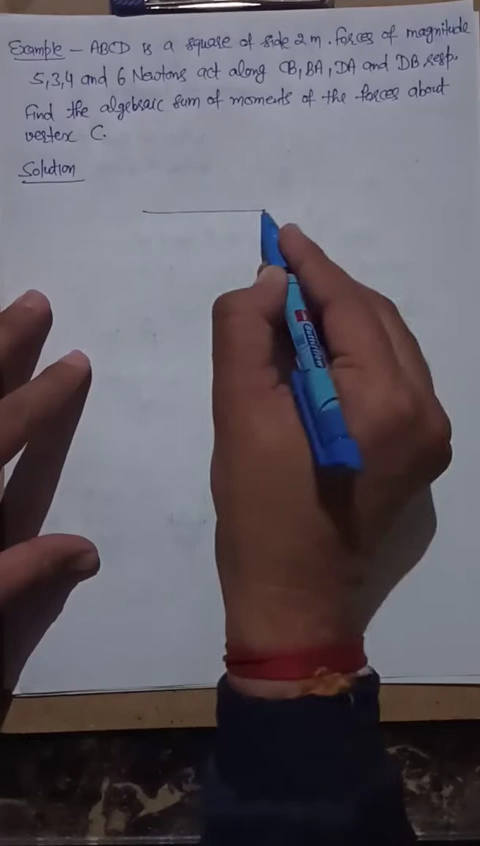 Example - ABCD is a square of side 2 m. forces of magnitude
5,3,4 and 6 Newtons act along CB, BA, DA and DB resp.
Find the algebraic sum of moments of the forces about
vertex C.
Solution